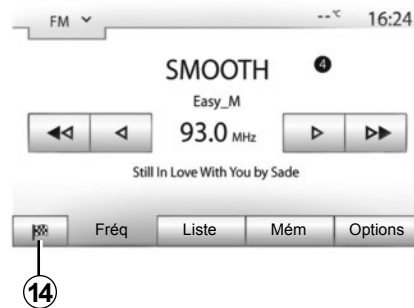 FM --°C 16:24
SMOOTH 4
Easy_M
93.0 MHz
Still In Love With You by Sade
Fréq Liste Mém Options
14